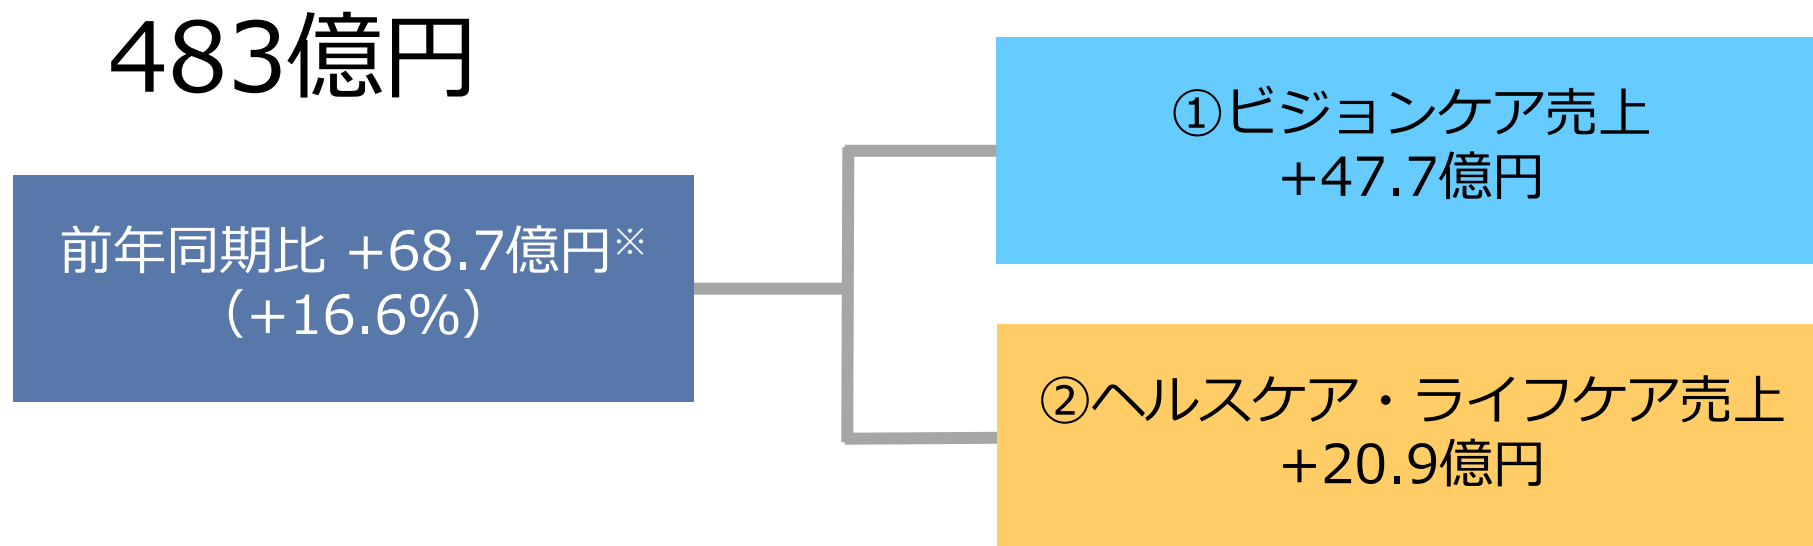 483億円
前年同期比 +68.7億円※
（+16.6%）
①ビジョンケア売上
+47.7億円
②ヘルスケア・ライフケア売上
+20.9億円